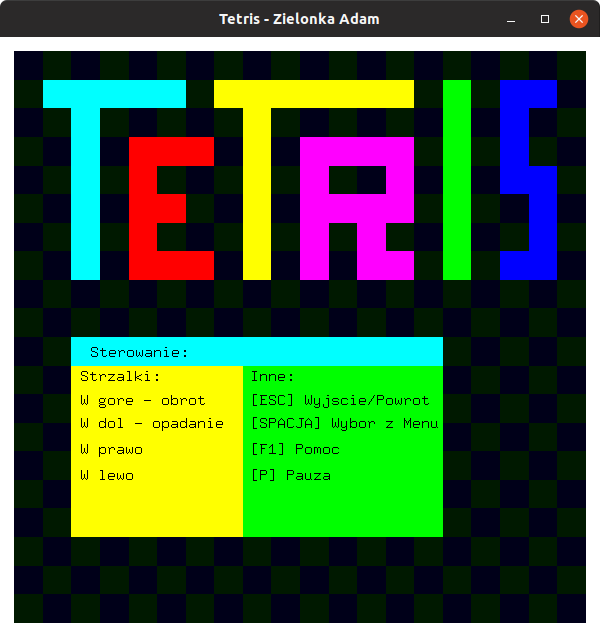 Tetris - Zielonka Adam
TETRIS
Sterowanie:
Strzalki:
W gore - obrot
W dol - opadanie
W prawo
W lewo
Inne:
[ESC] Wyjscie/Powrot
[SPACJA] Wybor z Menu
[F1] Pomoc
[P] Pauza